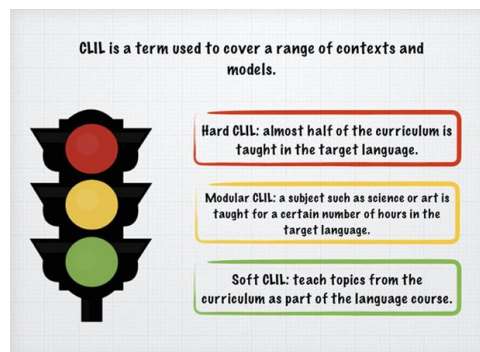 CLIL is a term used to cover a range of contexts and
models.
Hard CLIL: almost half of the curriculum is
taught in the target language.
Modular CLIL: a subject such as science or art is
taught for a certain number of hours in the
target language.
Soft CLIL: teach topics from the
curriculum as part of the language course.